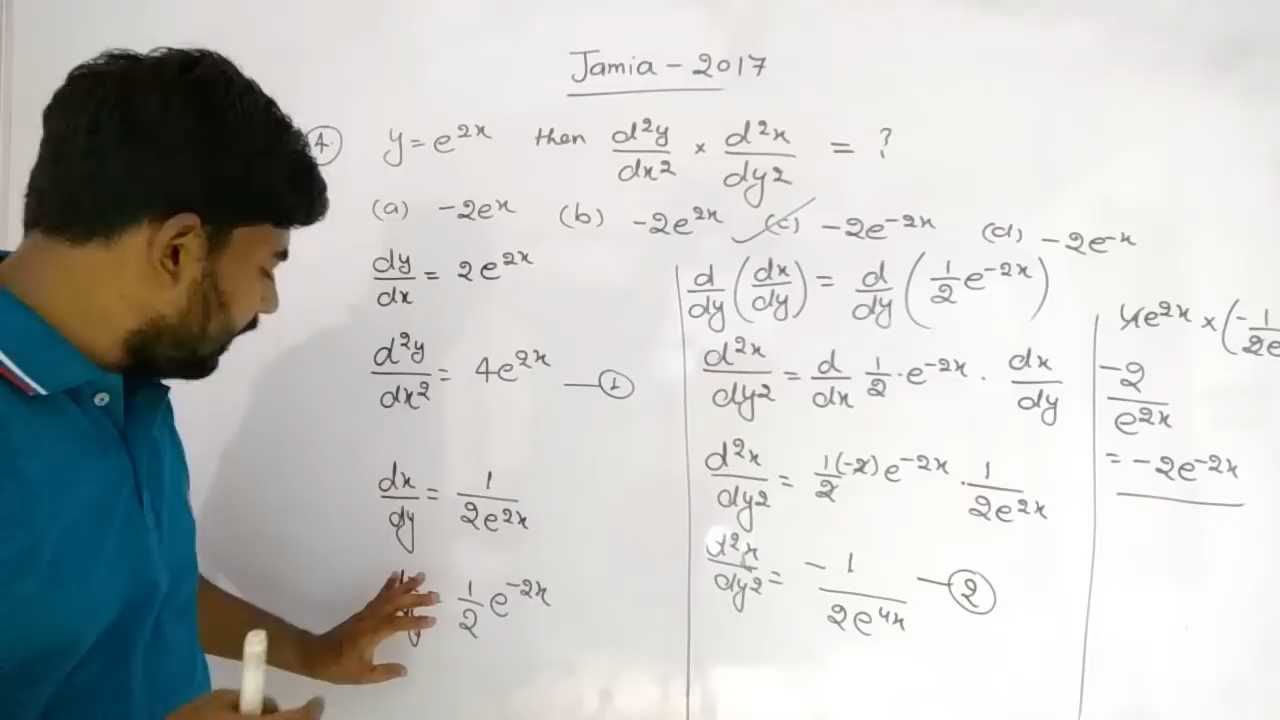 Jamia - 2017
4. y = e^2x then d²y/dx² × d²x/dy² = ?
(a) -2e^x (b) -2e^2x (c) -2e^-2x (d) -2e^-x
dy/dx = 2e^2x
d²y/dx² = 4e^2x — 1
dx/dy = 1/2e^2x
1/2 e^-2x
d/dy (dx/dy) = d/dy (1/2 e^-2x)
d²x/dy² = d/dx 1/2 · e^-2x · dx/dy
d²x/dy² = 1/2 (-2) e^-2x · 1/2e^2x
d²x/dy² = -1/2e^4x — 2
4e^2x × (-1/2e
-2/e^2x
= -2e^-2x